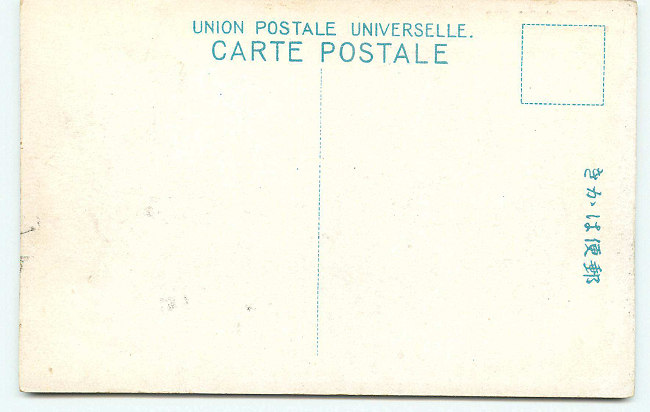 UNION POSTALE UNIVERSELLE.
CARTE POSTALE
郵便はがき